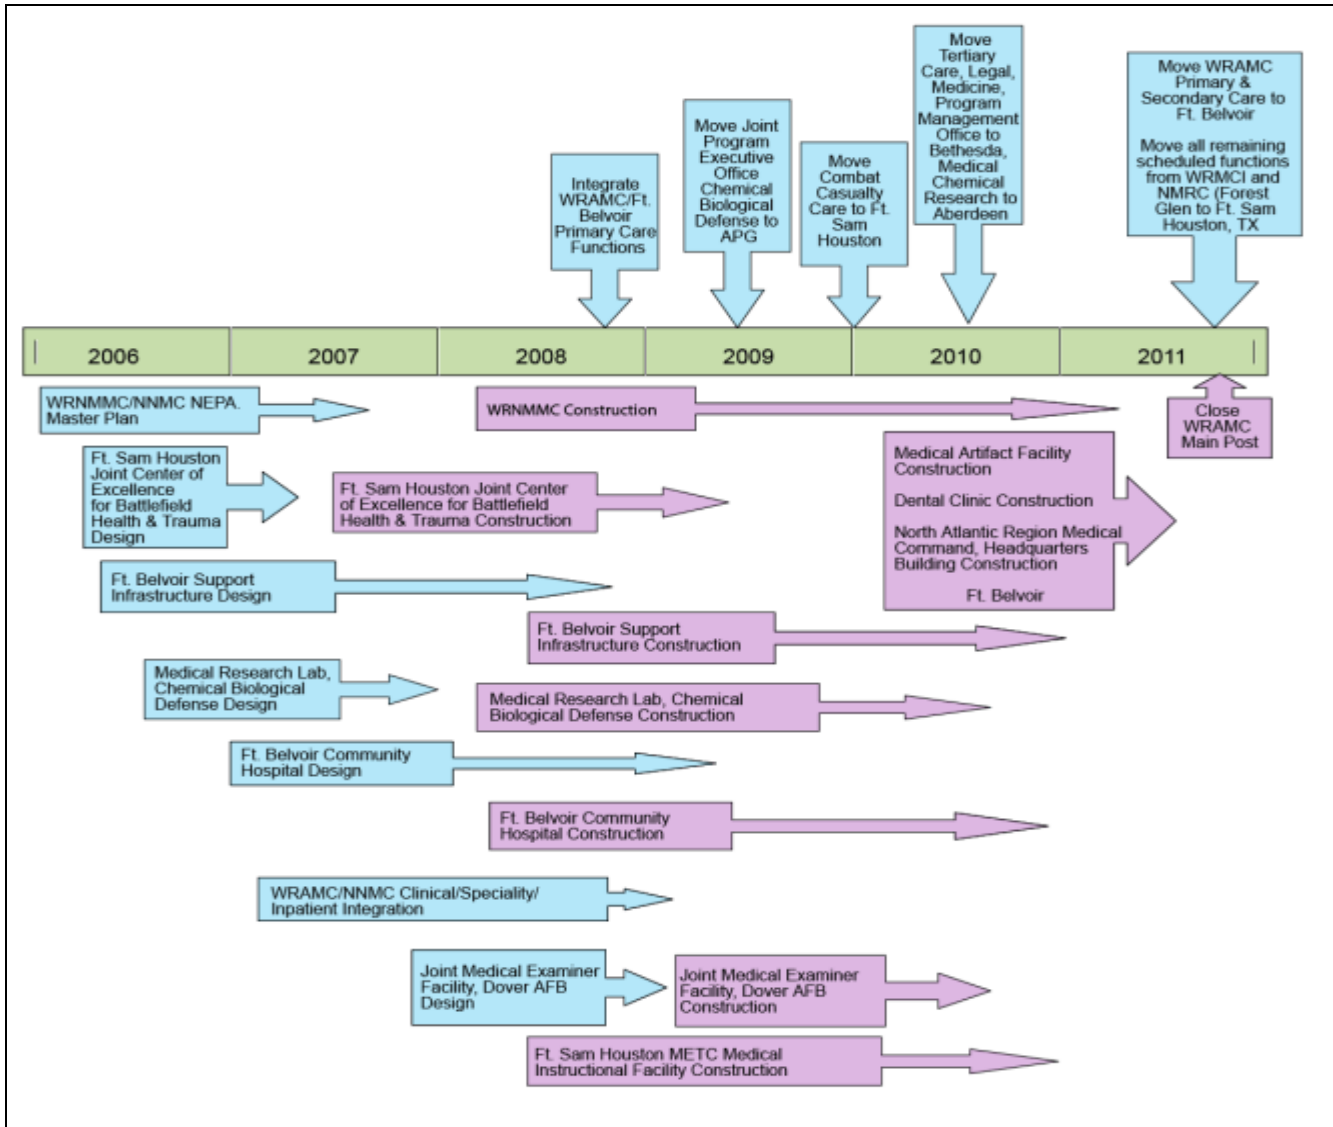 Integrate
WRAMC/Ft.
Belvoir
Primary Care
Functions
Move Joint
Program
Executive
Office
Chemical
Biological
Defense to
APG
Move
Combat
Casualty
Care to Ft.
Sam
Houston
Move
Tertiary
Care, Legal,
Medicine,
Program
Management
Office to
Bethesda,
Medical
Chemical
Research to
Aberdeen
Move WRAMC
Primary &
Secondary Care to
Ft. Belvoir
Move all remaining
scheduled functions
from WRMCI and
NMRC (Forest
Glen to Ft. Sam
Houston, TX
2006 2007 2008 2009 2010 2011
WRNMMC/NNMC NEPA.
Master Plan
WRNMMC Construction
Close
WRAMC
Main Post
Ft. Sam Houston
Joint Center of
Excellence
for Battlefield
Health & Trauma
Design
Ft. Sam Houston Joint Center
of Excellence for Battlefield
Health & Trauma Construction
Medical Artifact Facility
Construction
Dental Clinic Construction
North Atlantic Region Medical
Command, Headquarters
Building Construction
Ft. Belvoir
Ft. Belvoir Support
Infrastructure Design
Ft. Belvoir Support
Infrastructure Construction
Medical Research Lab,
Chemical Biological
Defense Design
Medical Research Lab, Chemical
Biological Defense Construction
Ft. Belvoir Community
Hospital Design
Ft. Belvoir Community
Hospital Construction
WRAMC/NNMC Clinical/Speciality/
Inpatient Integration
Joint Medical Examiner
Facility, Dover AFB
Design
Joint Medical Examiner
Facility, Dover AFB
Construction
Ft. Sam Houston METC Medical
Instructional Facility Construction